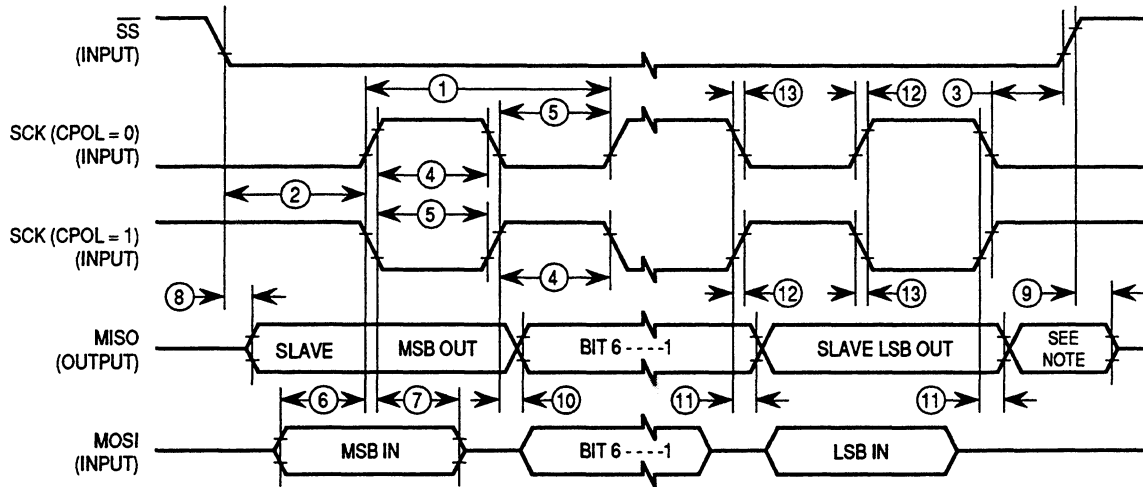 SS
(INPUT)
1
13
12
3
5
SCK (CPOL = 0)
(INPUT)
4
2
5
SCK (CPOL = 1)
(INPUT)
4
8
12
13
9
MISO
(OUTPUT)
SLAVE
MSB OUT
BIT 6 - - - - -1
SLAVE LSB OUT
SEE
NOTE
6
7
10
11
11
MOSI
(INPUT)
MSB IN
BIT 6 - - - - -1
LSB IN